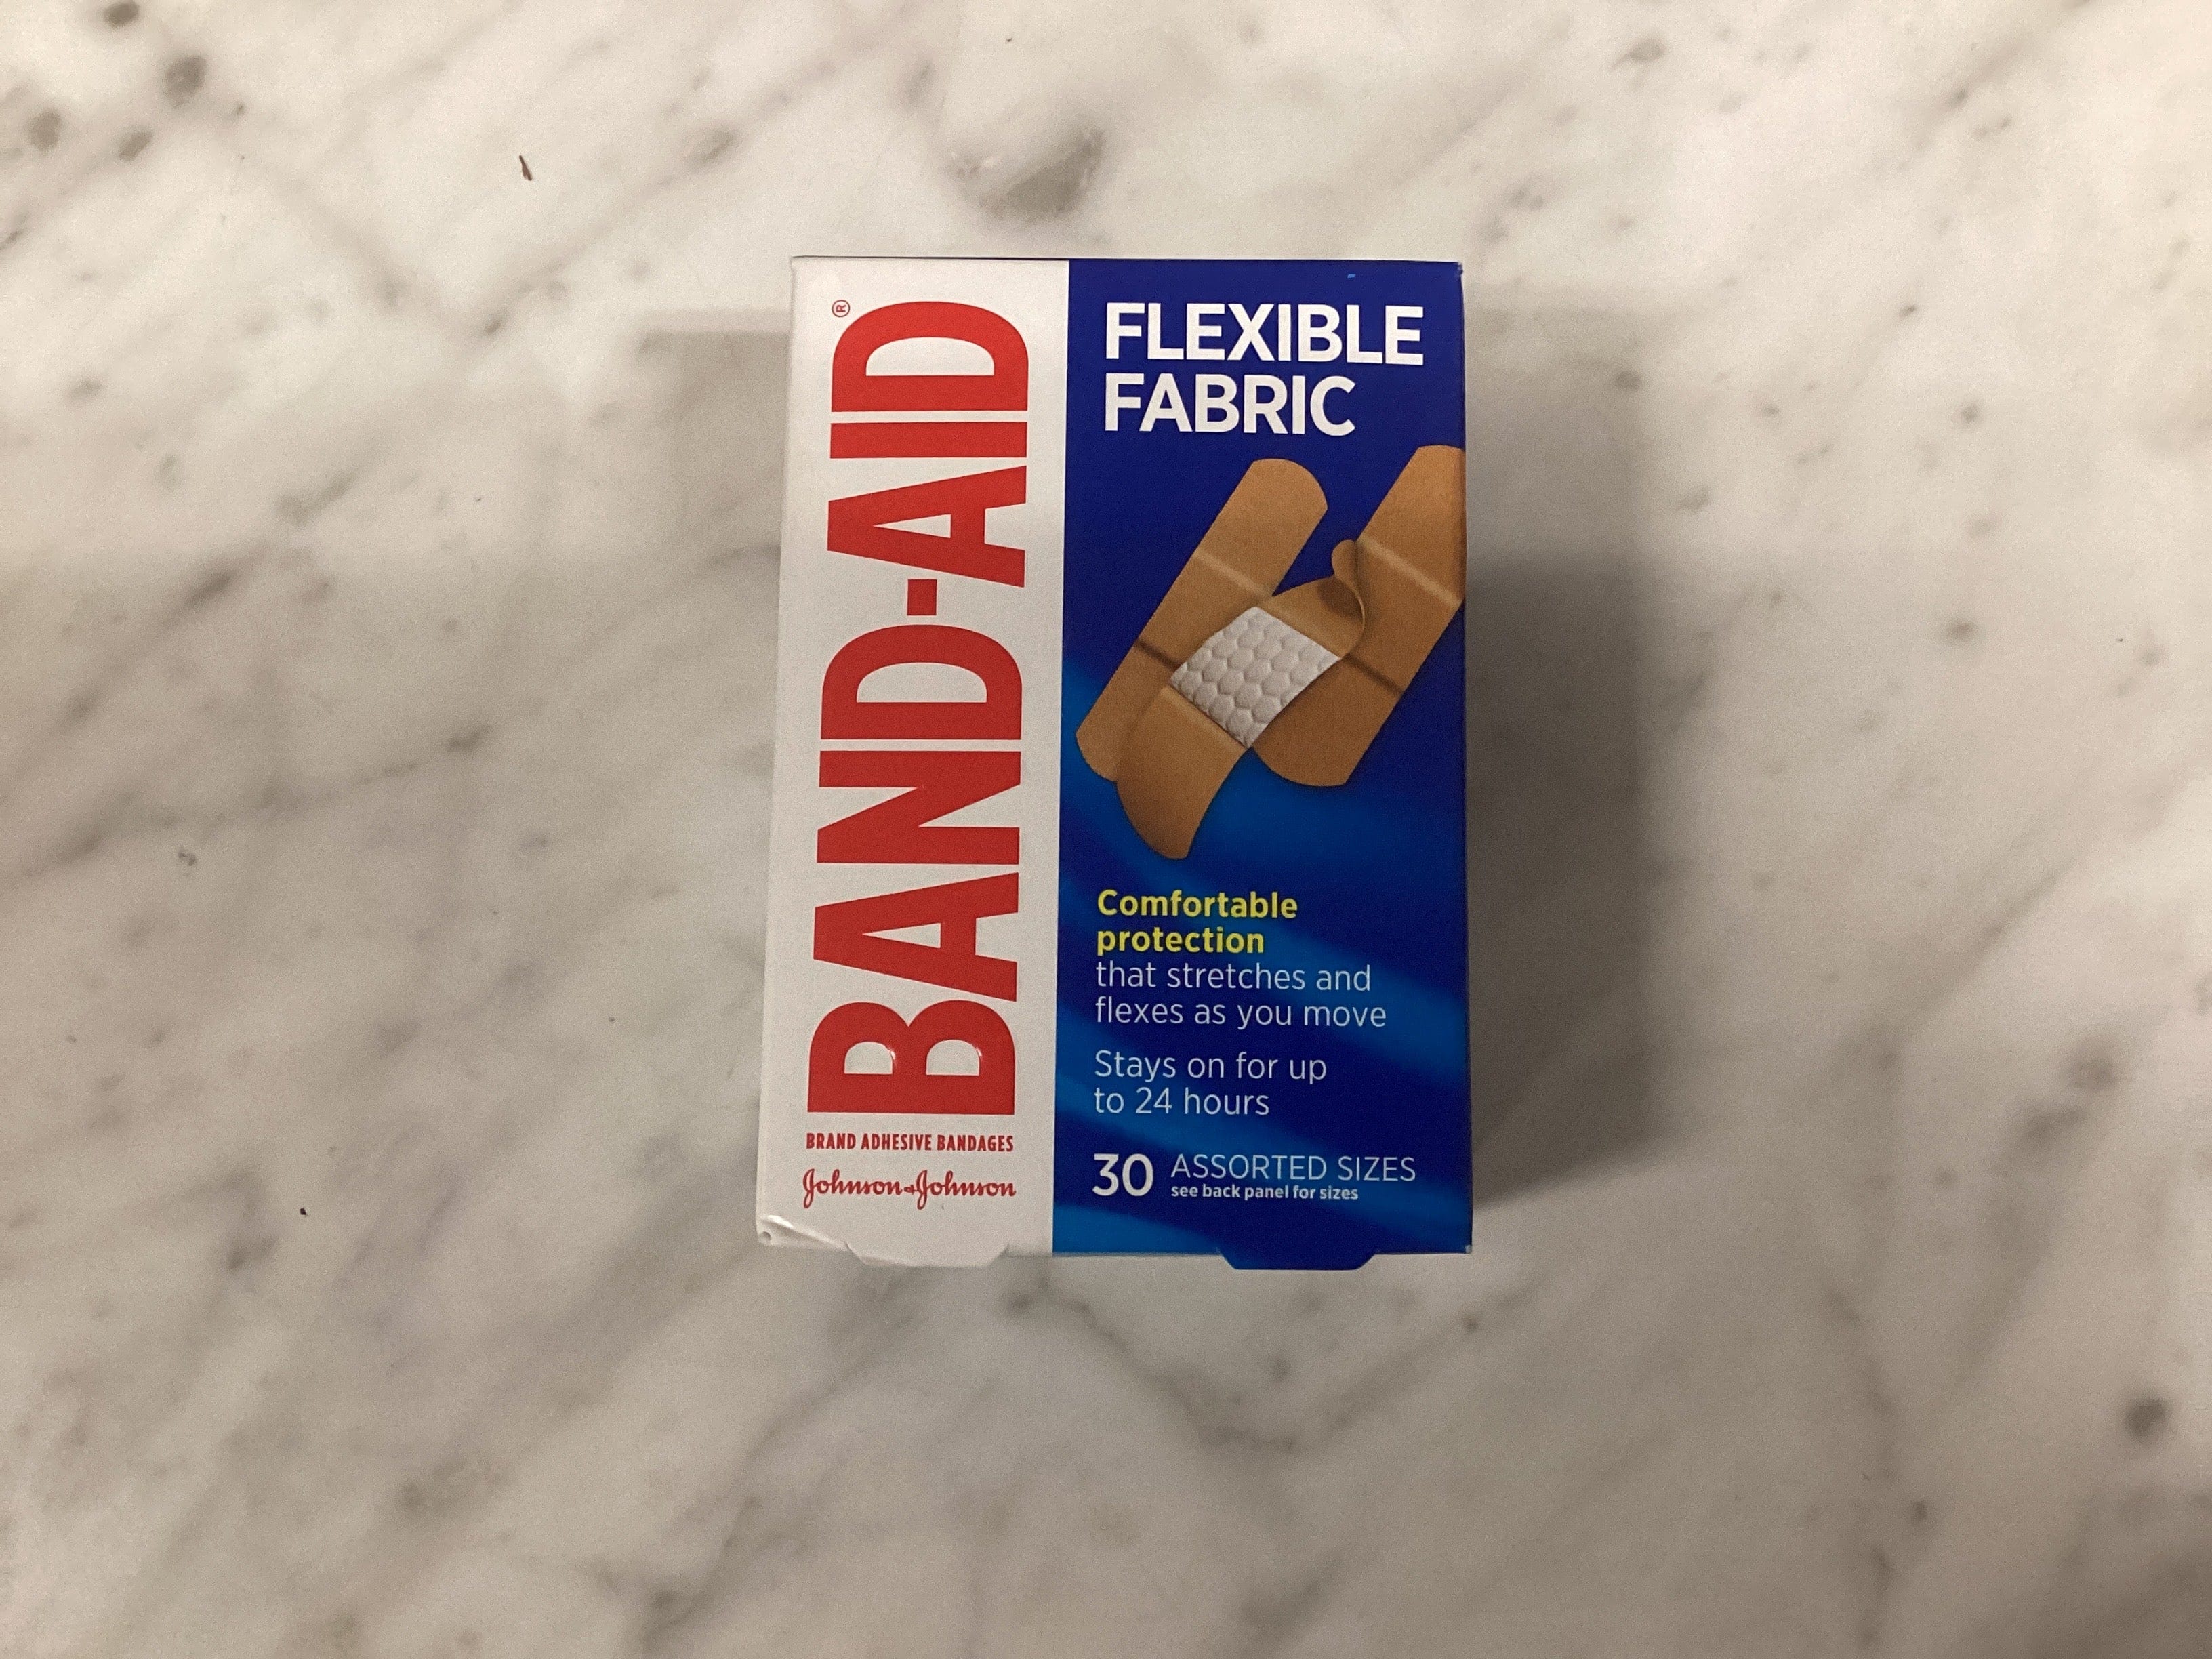 BAND-AID®
BRAND ADHESIVE BANDAGES
Johnson & Johnson
FLEXIBLE
FABRIC
Comfortable
protection
that stretches and
flexes as you move
Stays on for up
to 24 hours
30 ASSORTED SIZES
see back panel for sizes